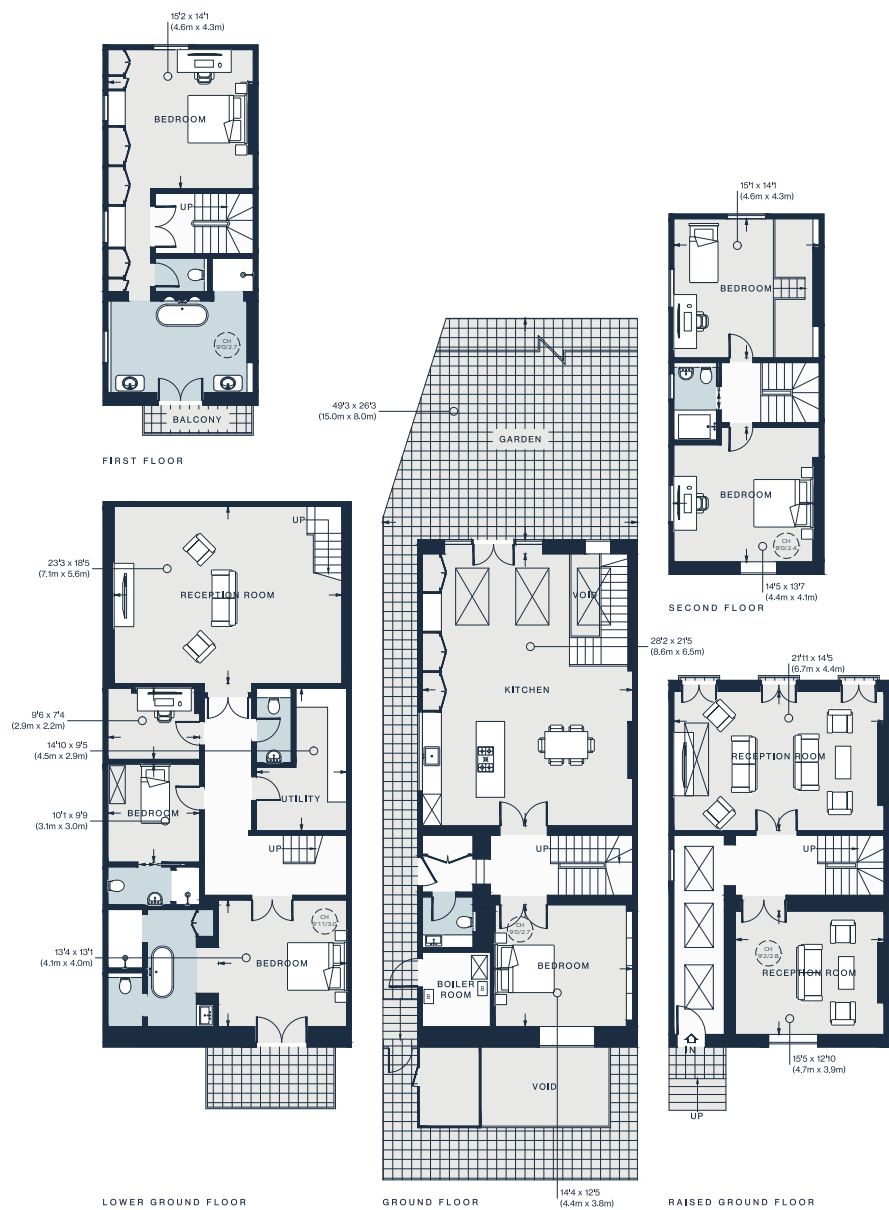 15'2 x 14'1
(4.6m x 4.3m)
BEDROOM
UP
CH
9'0/2.7
BALCONY
FIRST FLOOR
15'1 x 14'1
(4.6m x 4.3m)
BEDROOM
BEDROOM
CH
8'0/2.4
14'5 x 13'7
(4.4m x 4.1m)
SECOND FLOOR
23'3 x 18'5
(7.1m x 5.6m)
UP
RECEPTION ROOM
9'6 x 7'4
(2.9m x 2.2m)
14'10 x 9'5
(4.5m x 2.9m)
UTILITY
10'1 x 9'9
(3.1m x 3.0m)
BEDROOM
UP
13'4 x 13'1
(4.1m x 4.0m)
CH
9'11/3.0
BEDROOM
LOWER GROUND FLOOR
49'3 x 26'3
(15.0m x 8.0m)
GARDEN
VOID
28'2 x 21'5
(8.6m x 6.5m)
KITCHEN
UP
CH
9'0/2.7
BEDROOM
BOILER
ROOM
B
B
VOID
14'4 x 12'5
(4.4m x 3.8m)
GROUND FLOOR
21'11 x 14'5
(6.7m x 4.4m)
RECEPTION ROOM
UP
CH
9'2/2.8
RECEPTION ROOM
IN
15'5 x 12'10
(4.7m x 3.9m)
UP
RAISED GROUND FLOOR